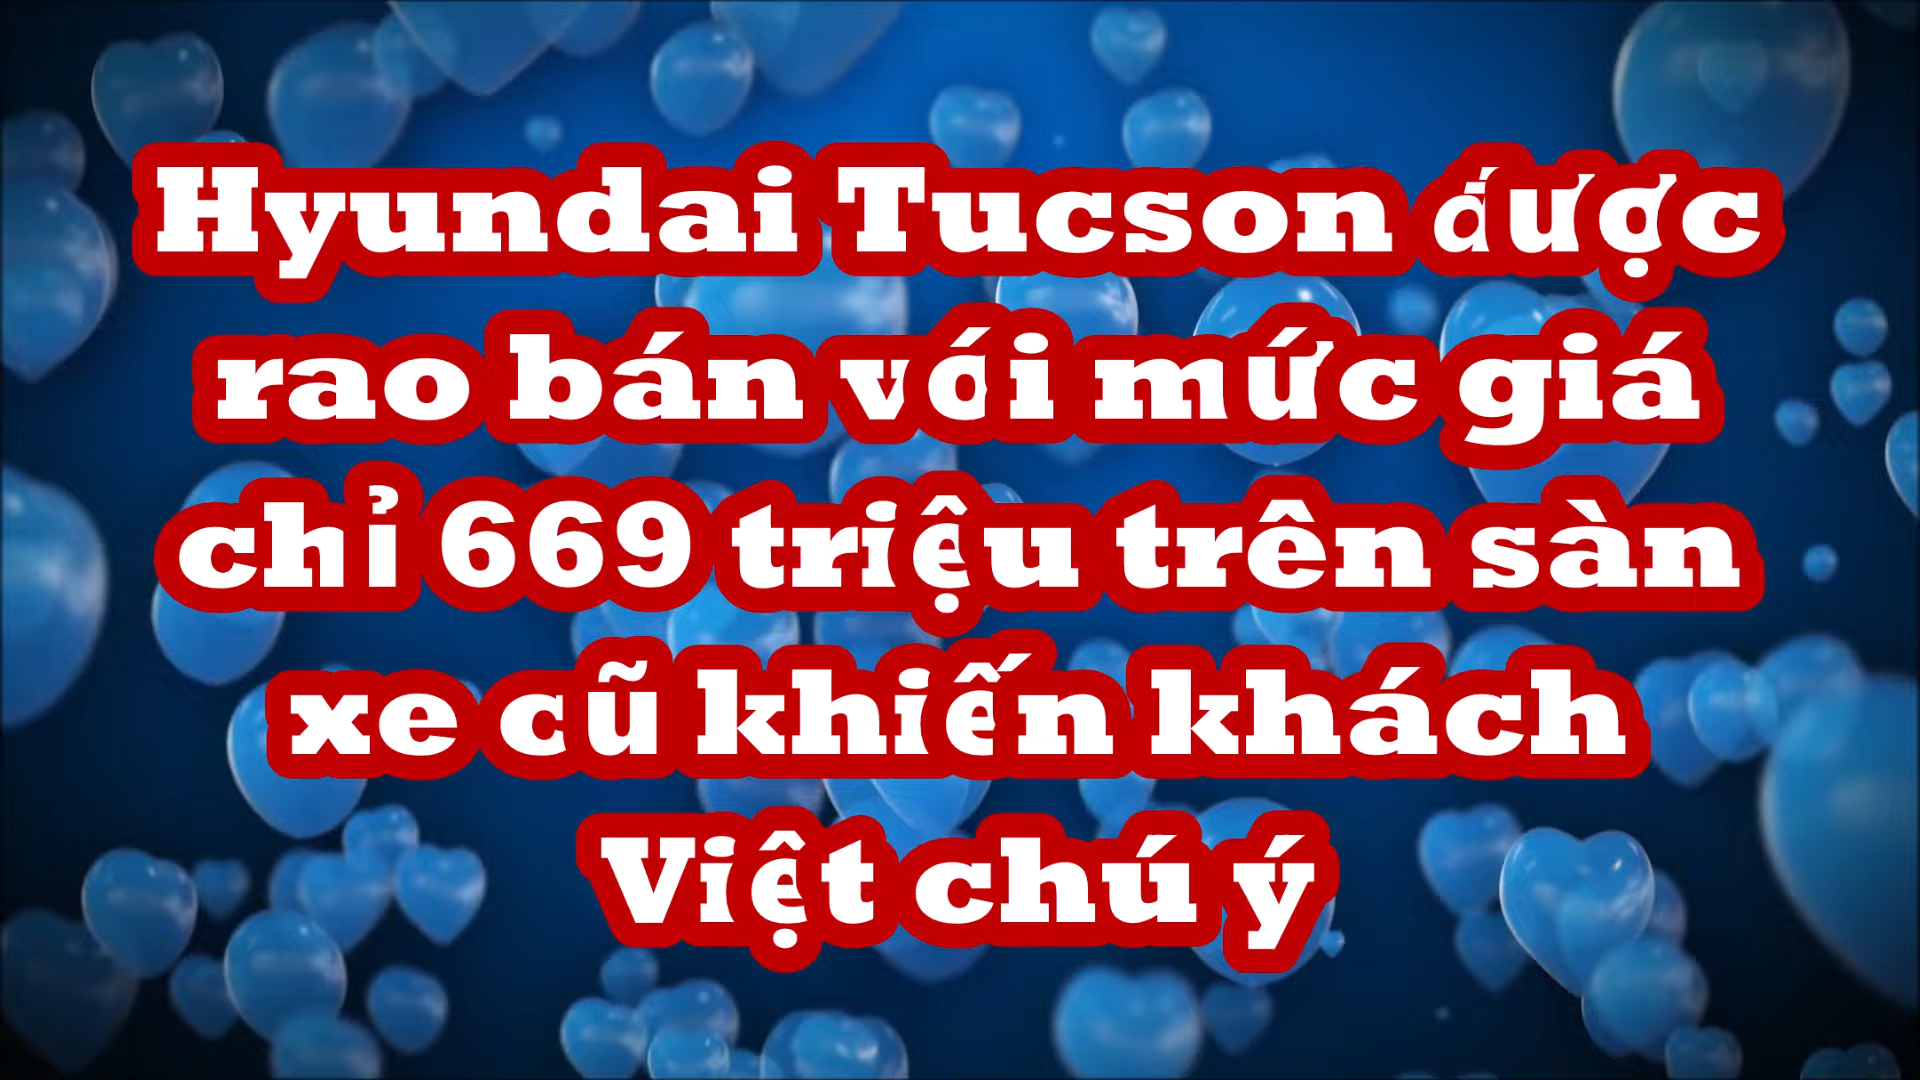 Hyundai Tucson được
rao bán với mức giá
chỉ 669 triệu trên sàn
xe cũ khiến khách
Việt chú ý